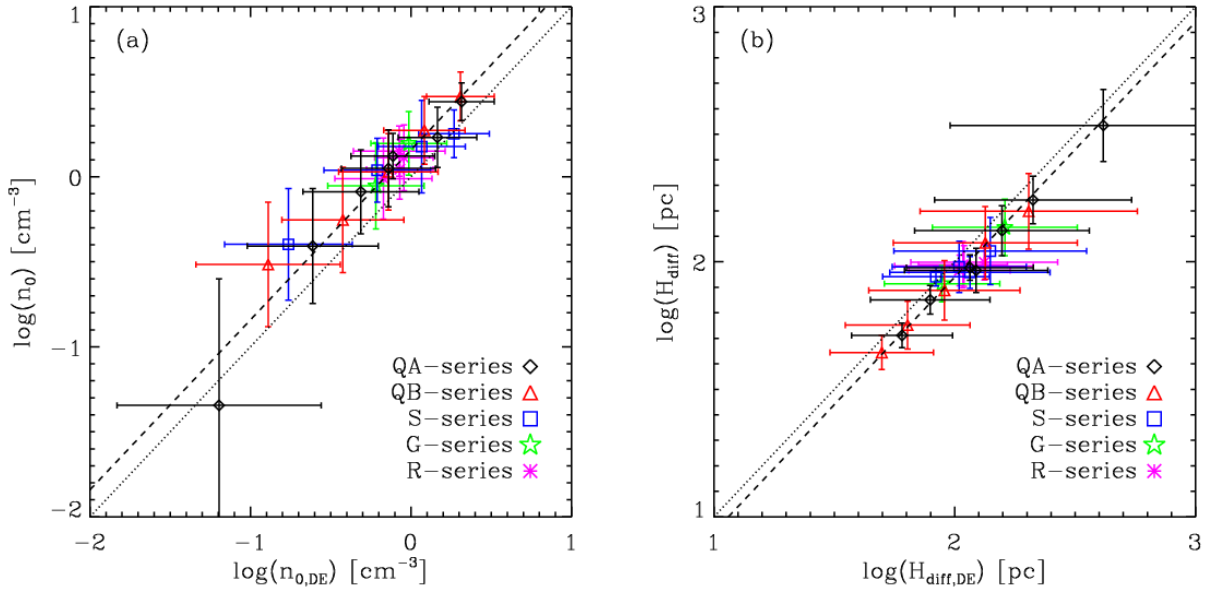 (a)
log(n₀) [cm⁻³]
1
0
−1
−2
−2 −1 0 1
log(n₀,DE) [cm⁻³]
QA−series
QB−series
S−series
G−series
R−series
(b)
log(H_diff) [pc]
3
2
1
1 2 3
log(H_diff,DE) [pc]
QA−series
QB−series
S−series
G−series
R−series